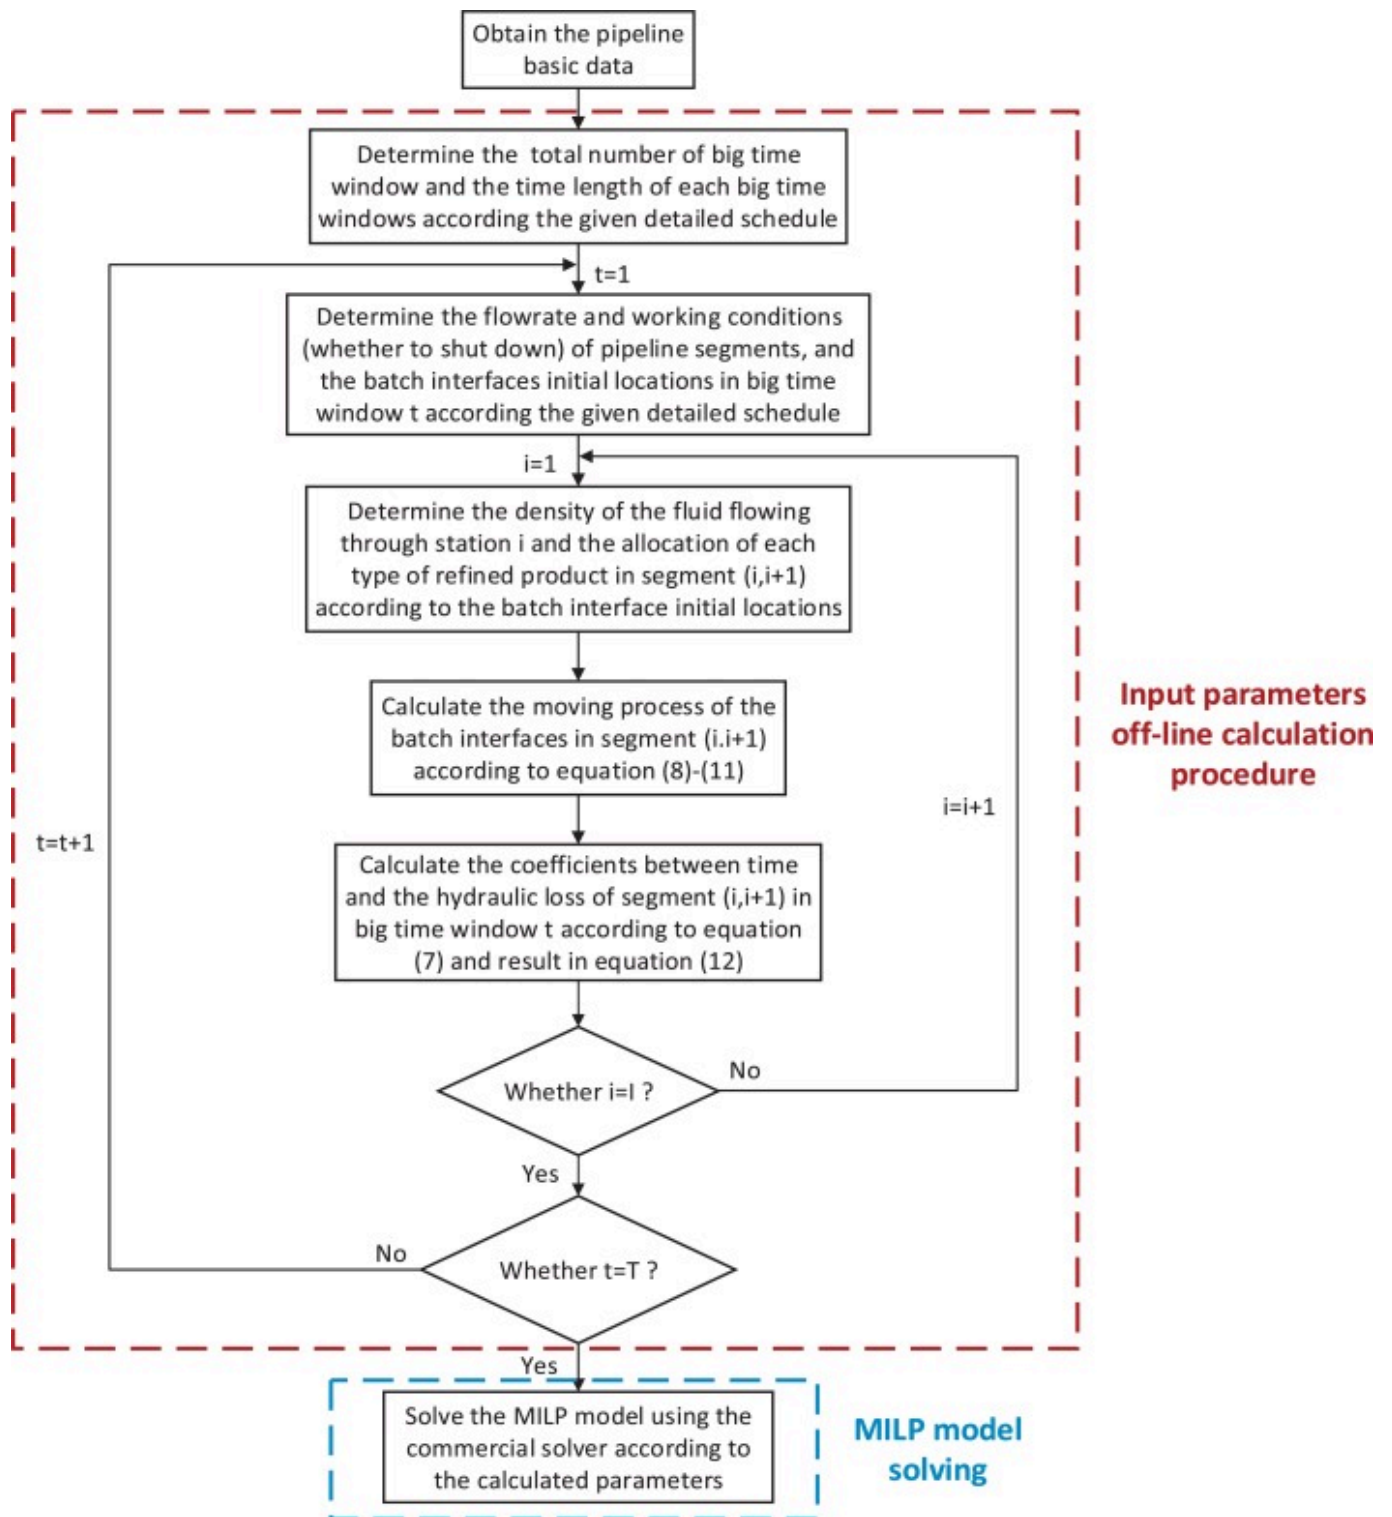 Obtain the pipeline
basic data
Determine the total number of big time
window and the time length of each big time
windows according the given detailed schedule
t=1
Determine the flowrate and working conditions
(whether to shut down) of pipeline segments, and
the batch interfaces initial locations in big time
window t according the given detailed schedule
i=1
Determine the density of the fluid flowing
through station i and the allocation of each
type of refined product in segment (i,i+1)
according to the batch interface initial locations
Calculate the moving process of the
batch interfaces in segment (i.i+1)
according to equation (8)-(11)
Input parameters
off-line calculation
procedure
i=i+1
t=t+1
Calculate the coefficients between time
and the hydraulic loss of segment (i,i+1) in
big time window t according to equation
(7) and result in equation (12)
Whether i=I ?
No
Yes
No
Whether t=T ?
Yes
Solve the MILP model using the
commercial solver according to
the calculated parameters
MILP model
solving